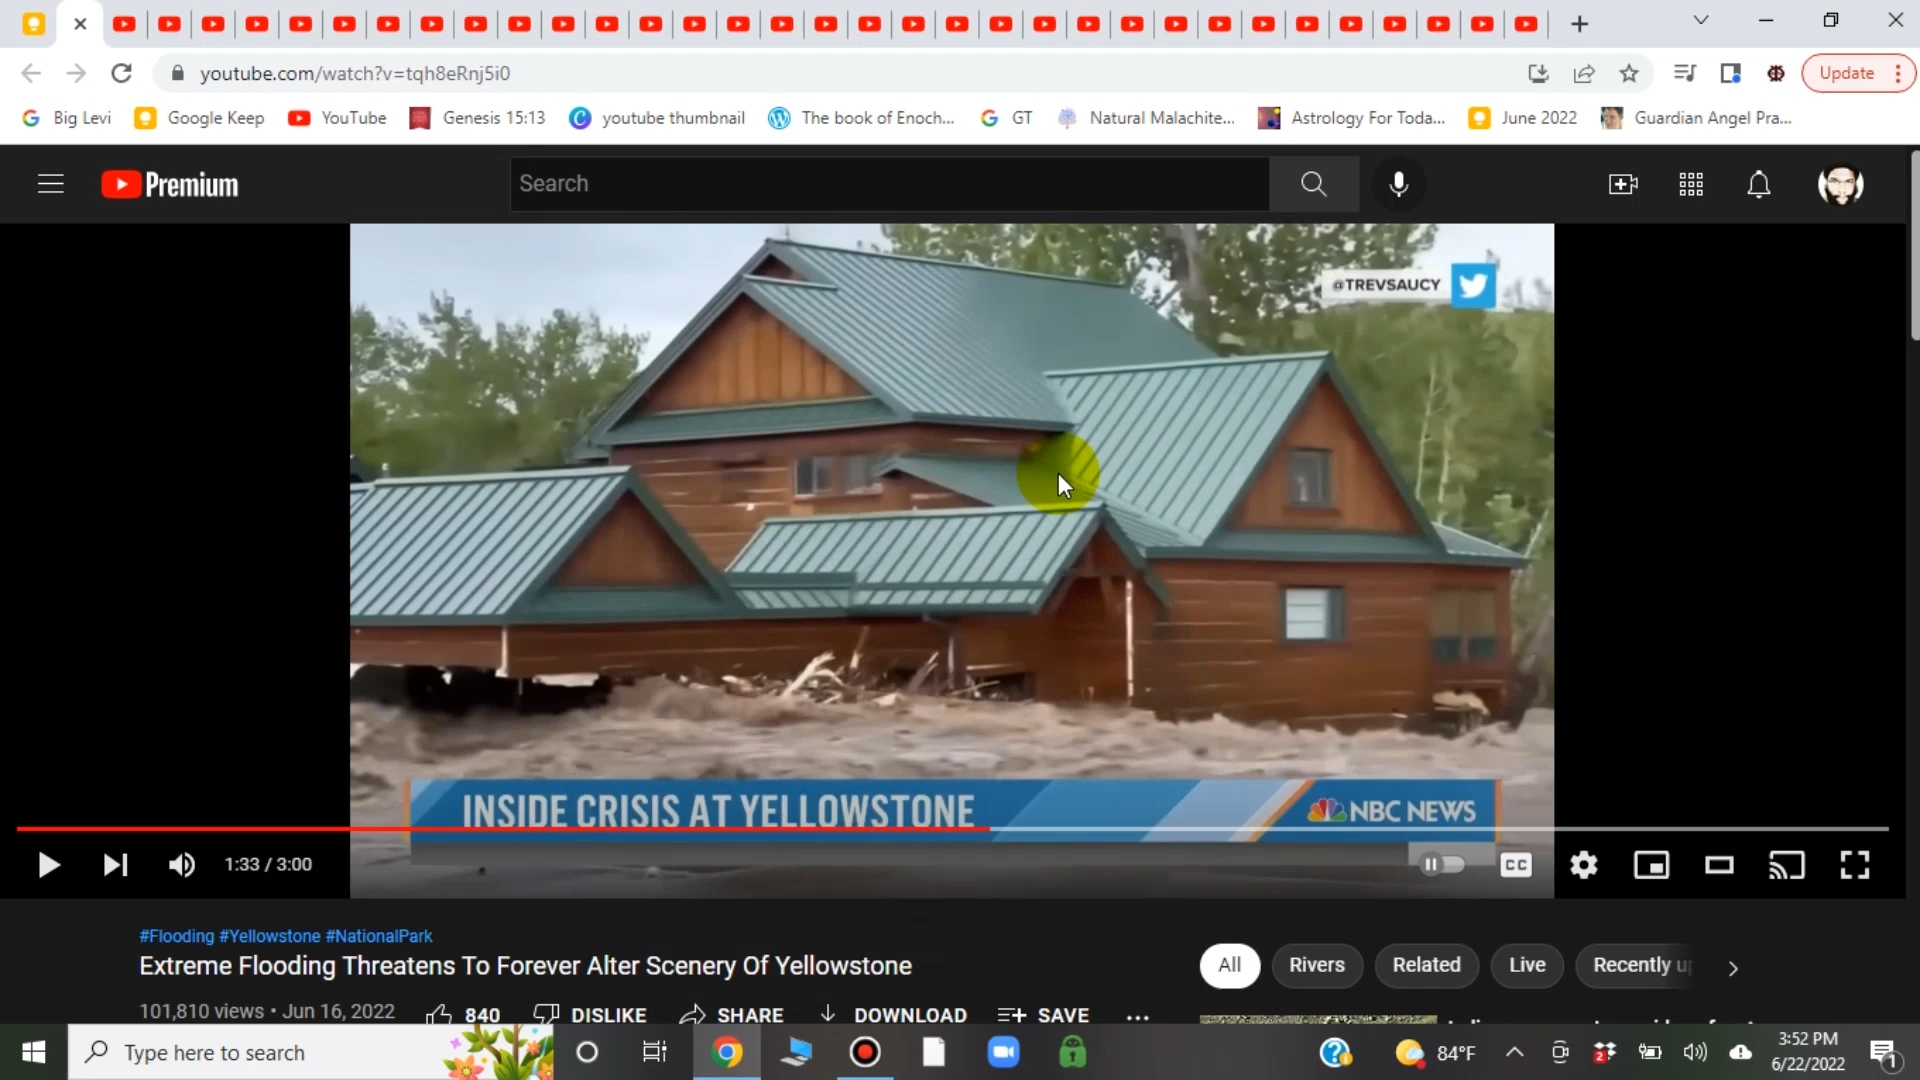 youtube.com/watch?v=tqh8eRnj5i0
Update
Big Levi
Google Keep
YouTube
Genesis 15:13
youtube thumbnail
The book of Enoch...
GT
Natural Malachite...
Astrology For Toda...
June 2022
Guardian Angel Pra...
Premium
Search
@TREVSAUCY
INSIDE CRISIS AT YELLOWSTONE
NBC NEWS
1:33 / 3:00
CC
#Flooding #Yellowstone #NationalPark
Extreme Flooding Threatens To Forever Alter Scenery Of Yellowstone
All
Rivers
Related
Live
Recently
101,810 views • Jun 16, 2022
840
DISLIKE
SHARE
DOWNLOAD
SAVE
Type here to search
84°F
3:52 PM
6/22/2022
2
1